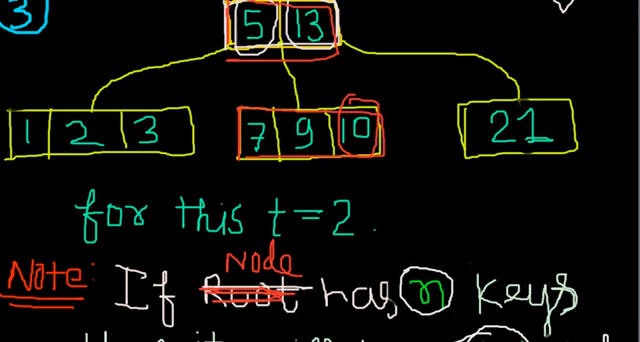 3
5 13
1 2 3 7 9 10 21
for this t=2.
Node
Note: If Root has n keys